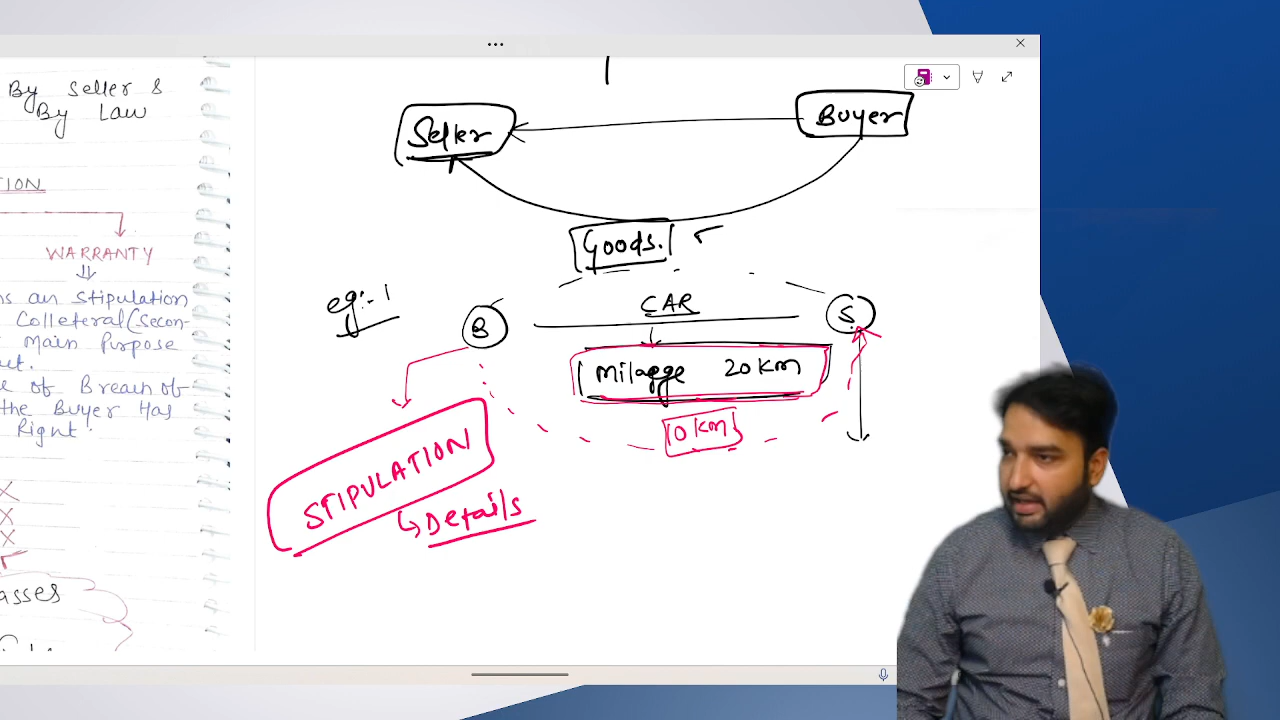 By Seller &
By Law
ION
WARRANTY
ns an Stipulation
Colleteral (Secon-
main Purpose
ct.
e of Breach of
the Buyer Has
Right.
asses
Seller
Buyer
Goods.
eg:- 1
B
CAR
S
Milagge 20 Km
10 Km
STIPULATION
Details